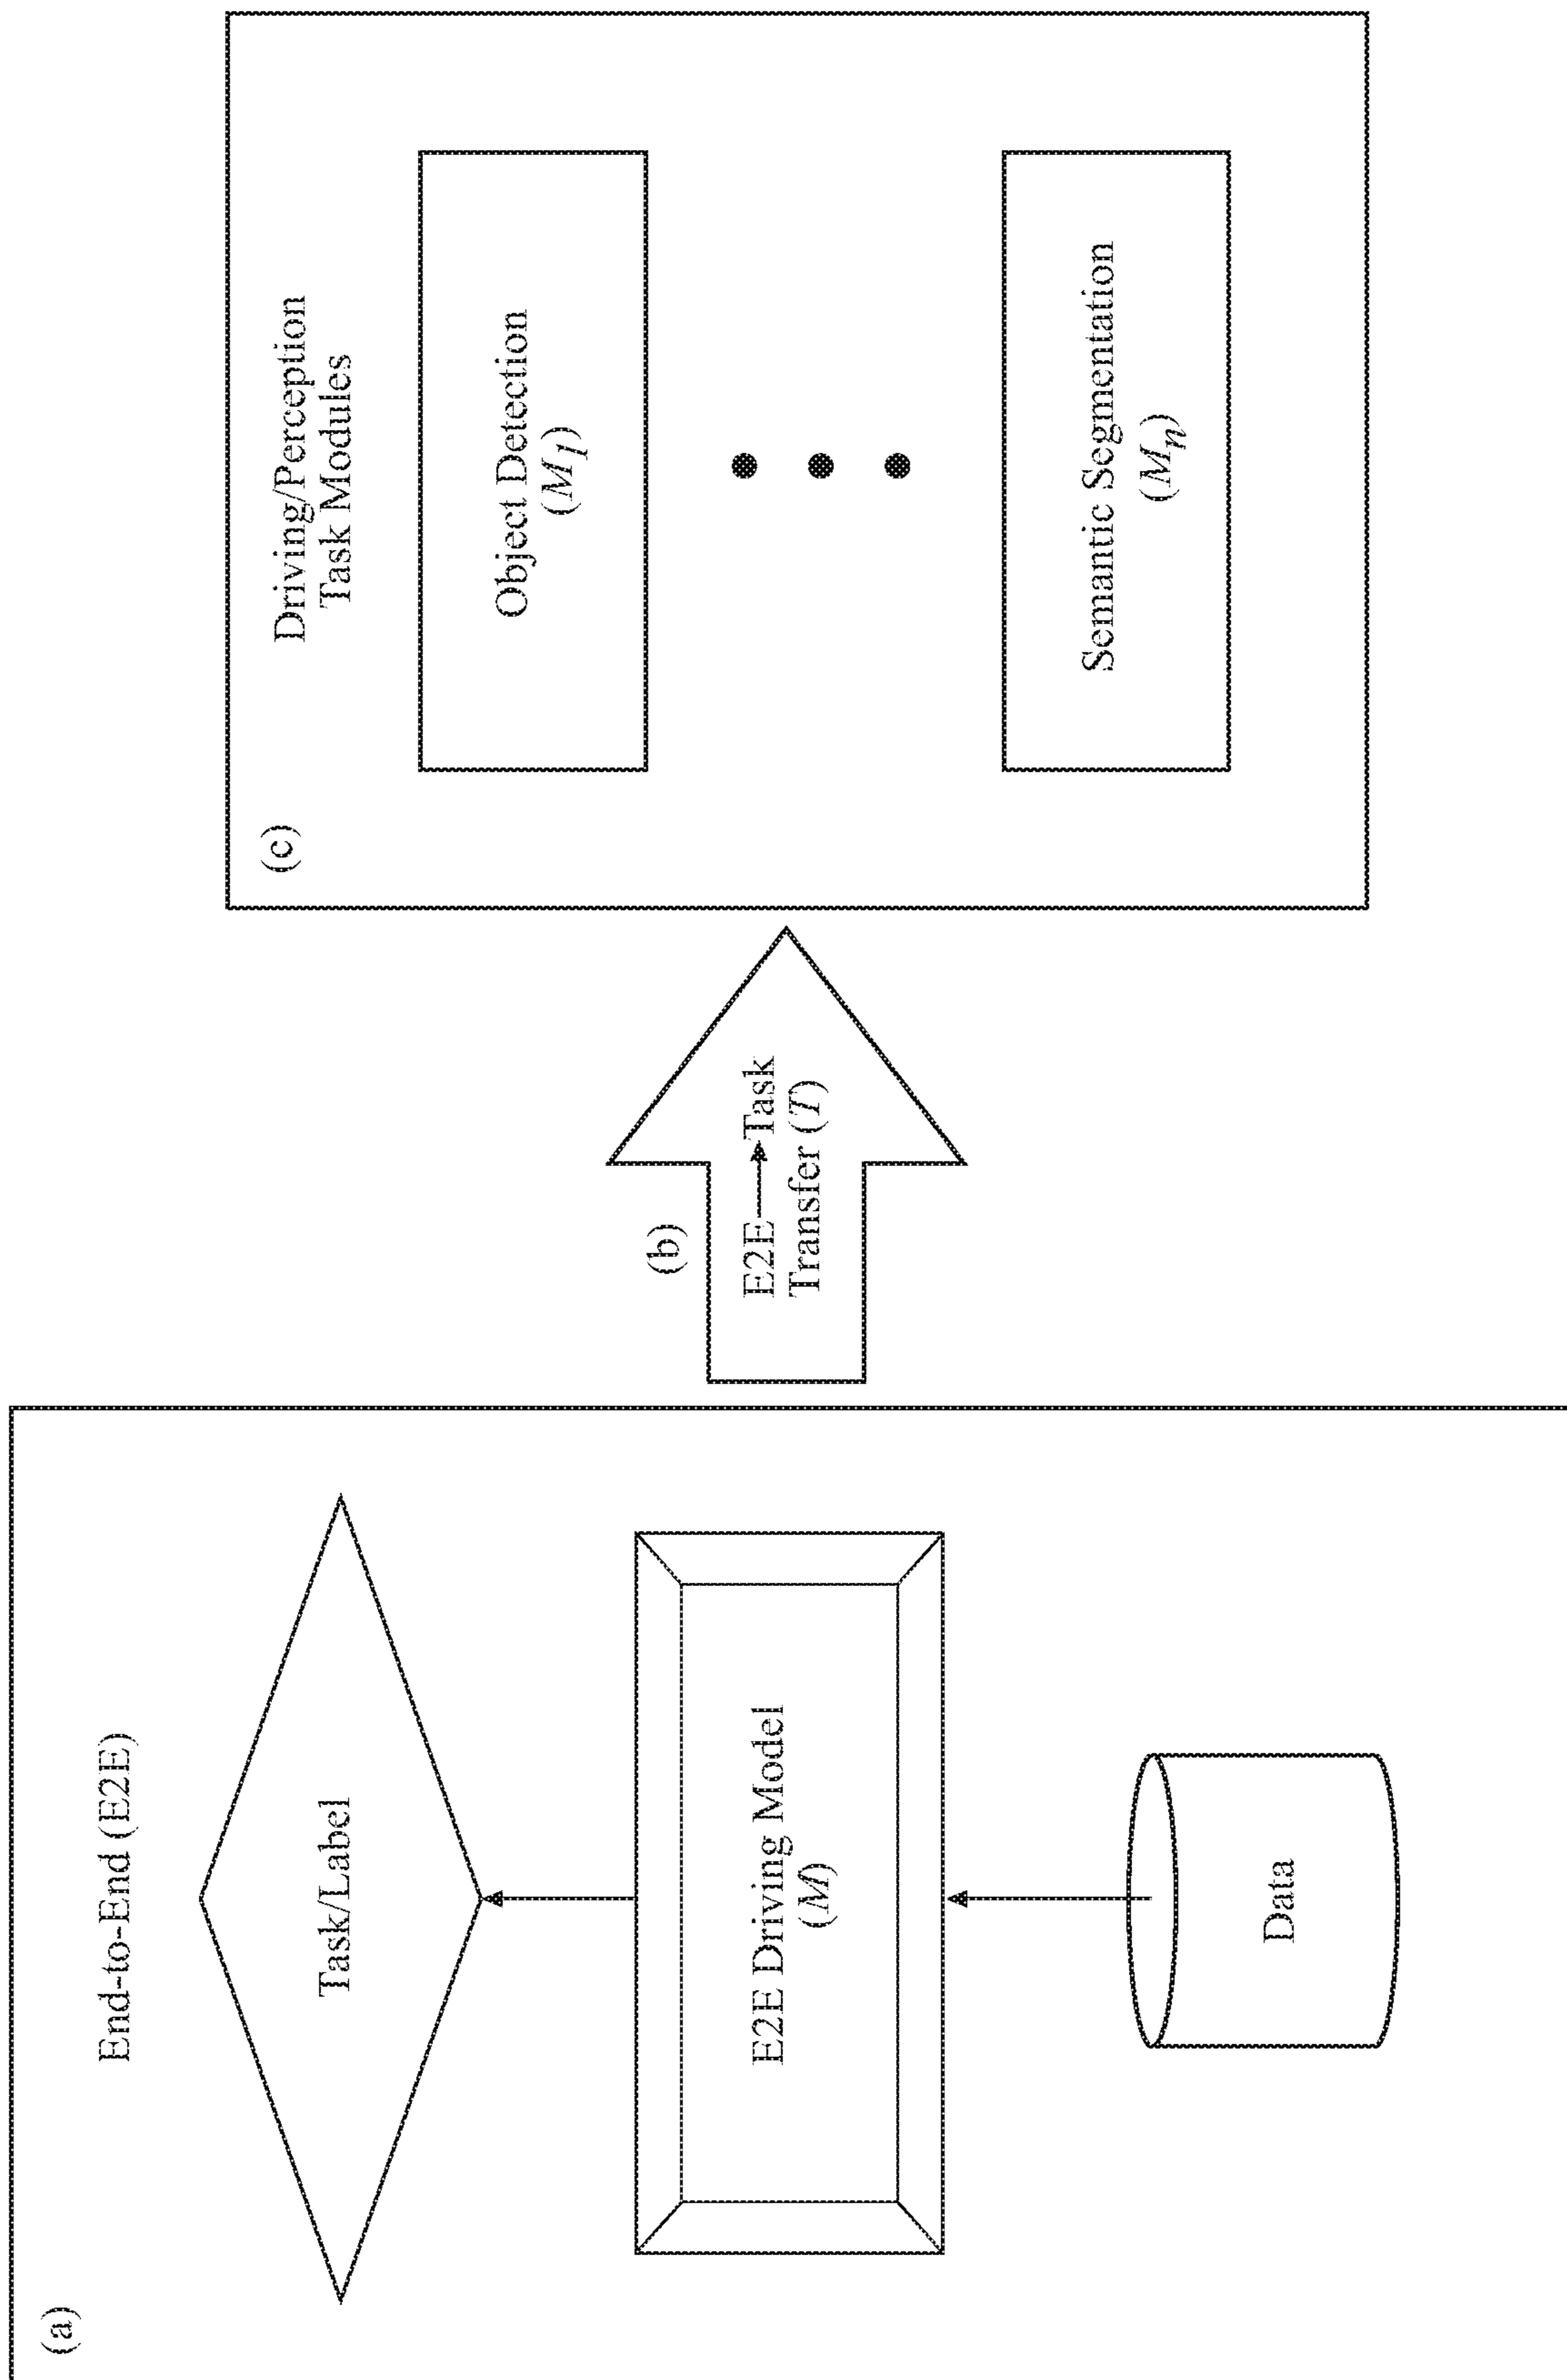 (a)
End-to-End (E2E)
Task/Label
E2E Driving Model
(M)
Data
(b)
E2E→Task
Transfer (T)
(c)
Driving/Perception
Task Modules
Object Detection
(M1)
Semantic Segmentation
(Mn)